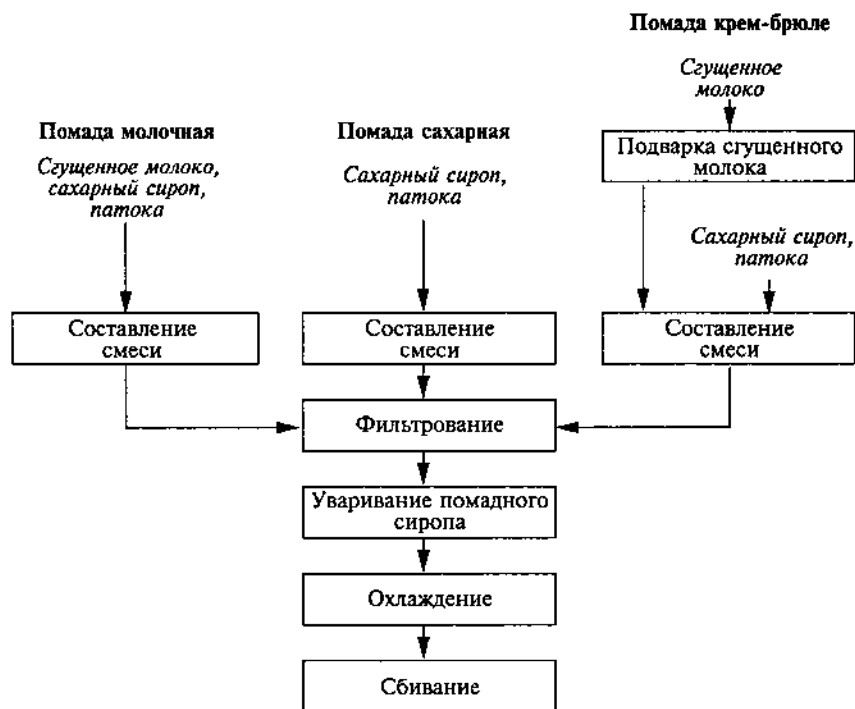 Помада крем-брюле
Сгущенное
молоко
Подварка сгущенного
молока
Помада молочная
Сгущенное молоко,
сахарный сироп,
патока
Помада сахарная
Сахарный сироп,
патока
Сахарный сироп,
патока
Составление
смеси
Составление
смеси
Составление
смеси
Фильтрование
Уваривание помадного
сиропа
Охлаждение
Сбивание